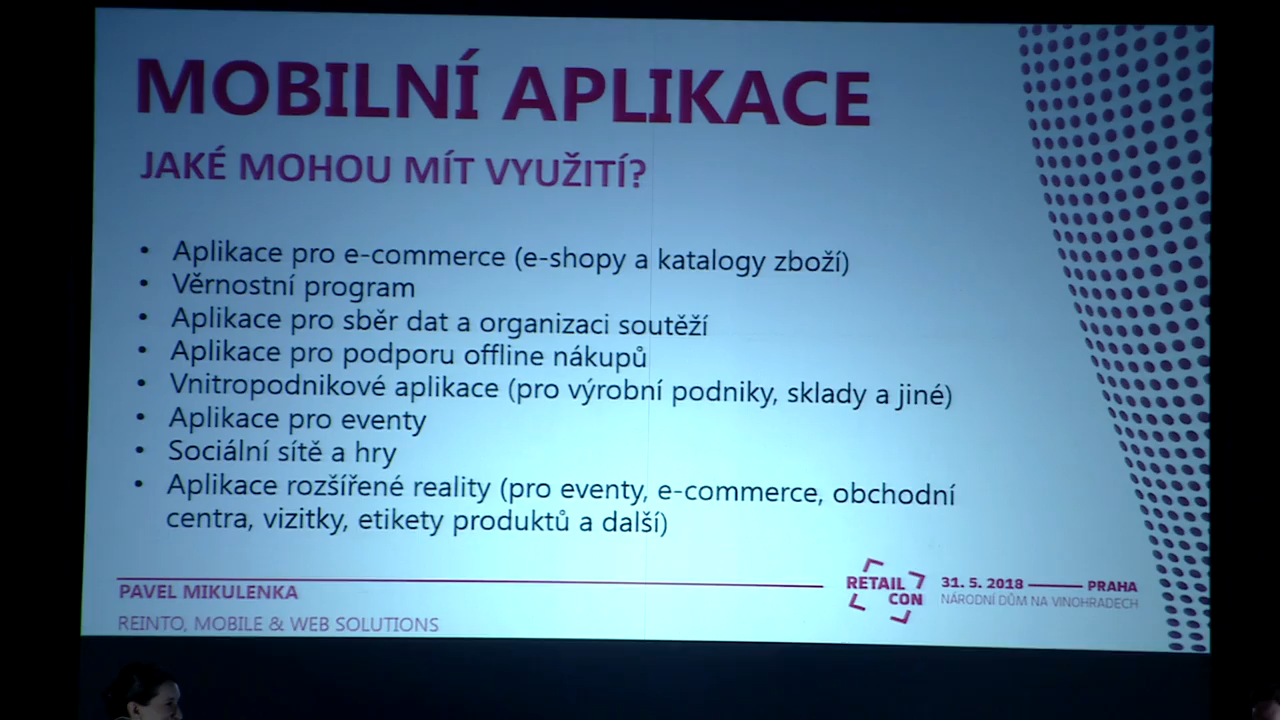 MOBILNÍ APLIKACE
JAKÉ MOHOU MÍT VYUŽITÍ?
• Aplikace pro e-commerce (e-shopy a katalogy zboží)
• Věrnostní program
• Aplikace pro sběr dat a organizaci soutěží
• Aplikace pro podporu offline nákupů
• Vnitropodnikové aplikace (pro výrobní podniky, sklady a jiné)
• Aplikace pro eventy
• Sociální sítě a hry
• Aplikace rozšířené reality (pro eventy, e-commerce, obchodní
centra, vizitky, etikety produktů a další)
PAVEL MIKULENKA
REINTO, MOBILE & WEB SOLUTIONS
RETAIL
CON
31. 5. 2018 PRAHA
NÁRODNÍ DŮM NA VINOHRADECH